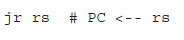 jr rs  # PC <-- rs